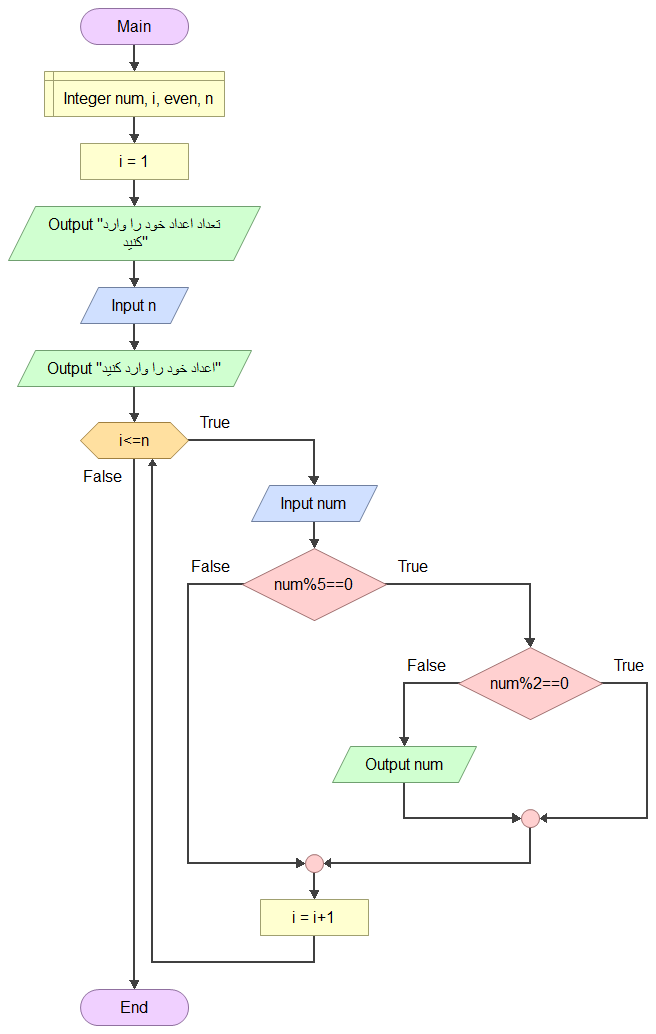 Main
Integer num, i, even, n
i = 1
Output "تعداد اعداد خود را وارد
کنید"
Input n
Output "اعداد خود را وارد کنید"
i<=n
True
False
Input num
False
True
num%5==0
False
True
num%2==0
Output num
i = i+1
End